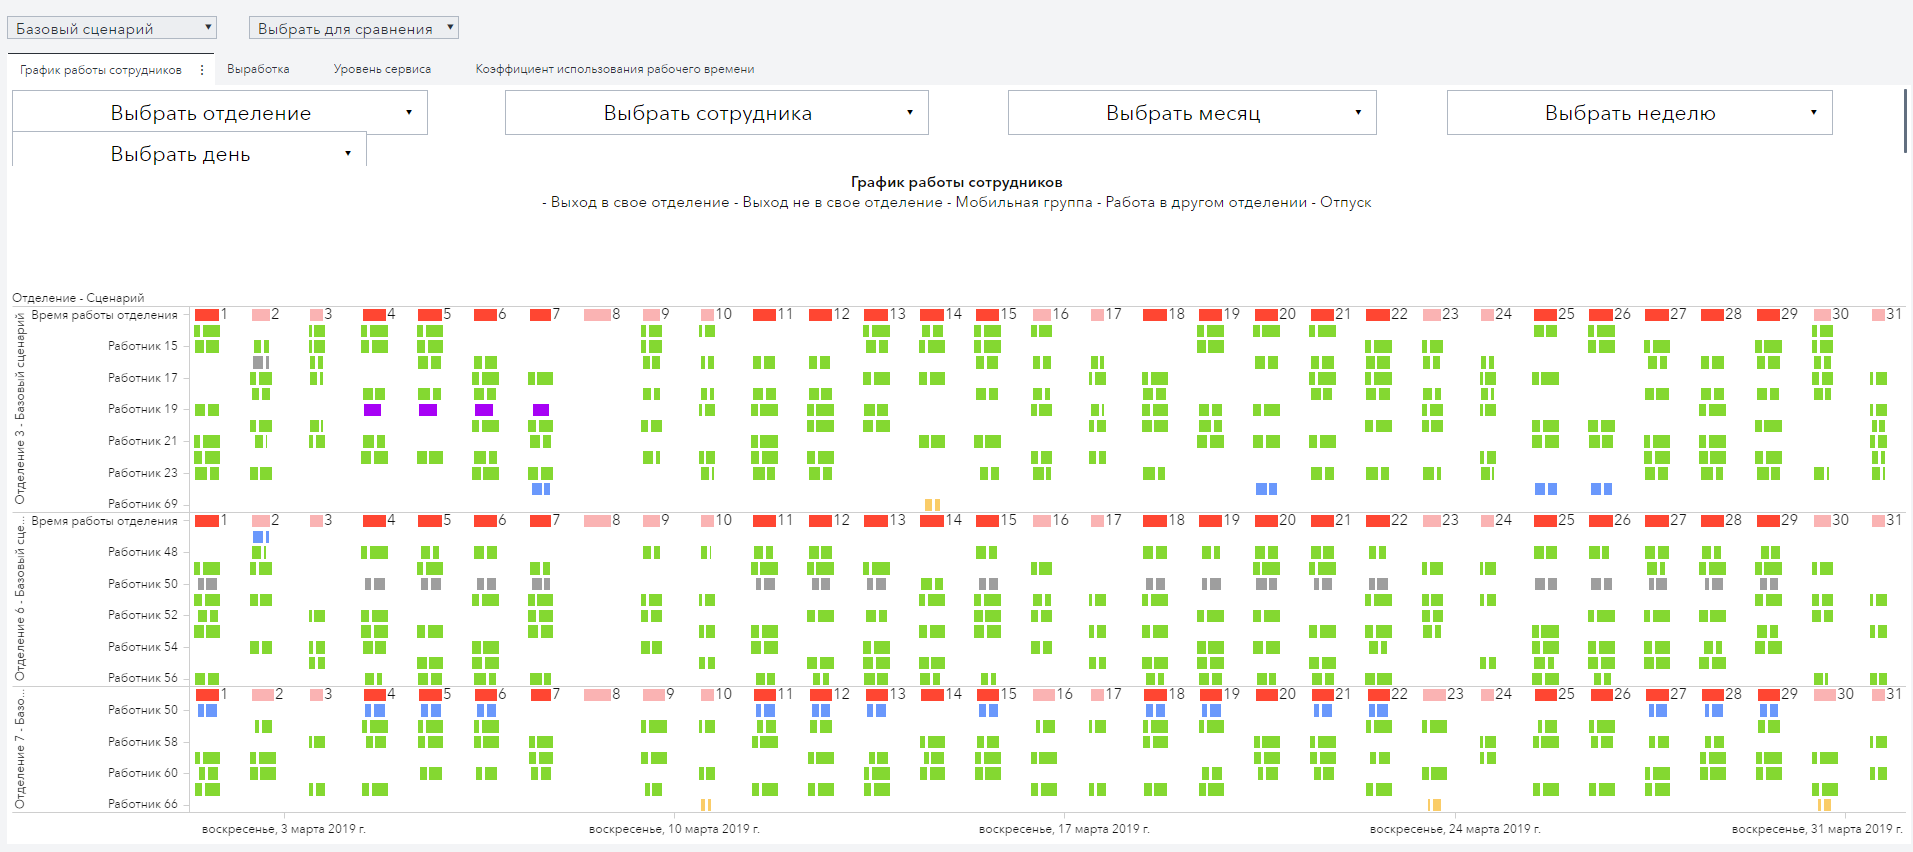 Базовый сценарий
Выбрать для сравнения
График работы сотрудников
Выработка
Уровень сервиса
Коэффициент использования рабочего времени
Выбрать отделение
Выбрать сотрудника
Выбрать месяц
Выбрать неделю
Выбрать день
График работы сотрудников
- Выход в свое отделение - Выход не в свое отделение - Мобильная группа - Работа в другом отделении - Отпуск
Отделение - Сценарий
Отделение 3 - Базовый сценарий
Время работы отделения 1 2 3 4 5 6 7 8 9 10 11 12 13 14 15 16 17 18 19 20 21 22 23 24 25 26 27 28 29 30 31
Работник 15
Работник 17
Работник 19
Работник 21
Работник 23
Работник 69
Отделение 6 - Базовый сце...
Время работы отделения 1 2 3 4 5 6 7 8 9 10 11 12 13 14 15 16 17 18 19 20 21 22 23 24 25 26 27 28 29 30 31
Работник 48
Работник 50
Работник 52
Работник 54
Работник 56
Отделение 7 - Базо...
1 2 3 4 5 6 7 8 9 10 11 12 13 14 15 16 17 18 19 20 21 22 23 24 25 26 27 28 29 30 31
Работник 50
Работник 58
Работник 60
Работник 66
воскресенье, 3 марта 2019 г.
воскресенье, 10 марта 2019 г.
воскресенье, 17 марта 2019 г.
воскресенье, 24 марта 2019 г.
воскресенье, 31 марта 2019 г.